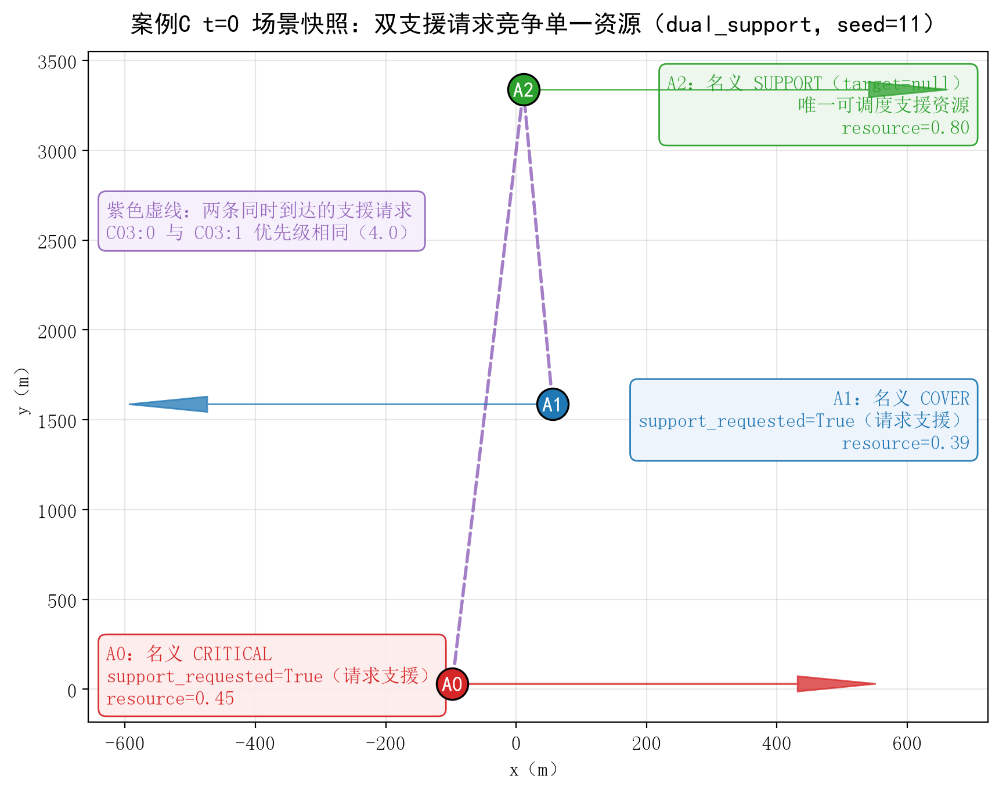 案例C t=0 场景快照：双支援请求竞争单一资源（dual_support，seed=11）
3500
3000
2500
2000
1500
1000
500
0
y（m）
A2
A2：名义 SUPPORT（target=null）
唯一可调度支援资源
resource=0.80
紫色虚线：两条同时到达的支援请求
C03:0 与 C03:1 优先级相同（4.0）
A1
A1：名义 COVER
support_requested=True（请求支援）
resource=0.39
A0：名义 CRITICAL
support_requested=True（请求支援）
resource=0.45
A0
-600
-400
-200
0
200
400
600
x（m）